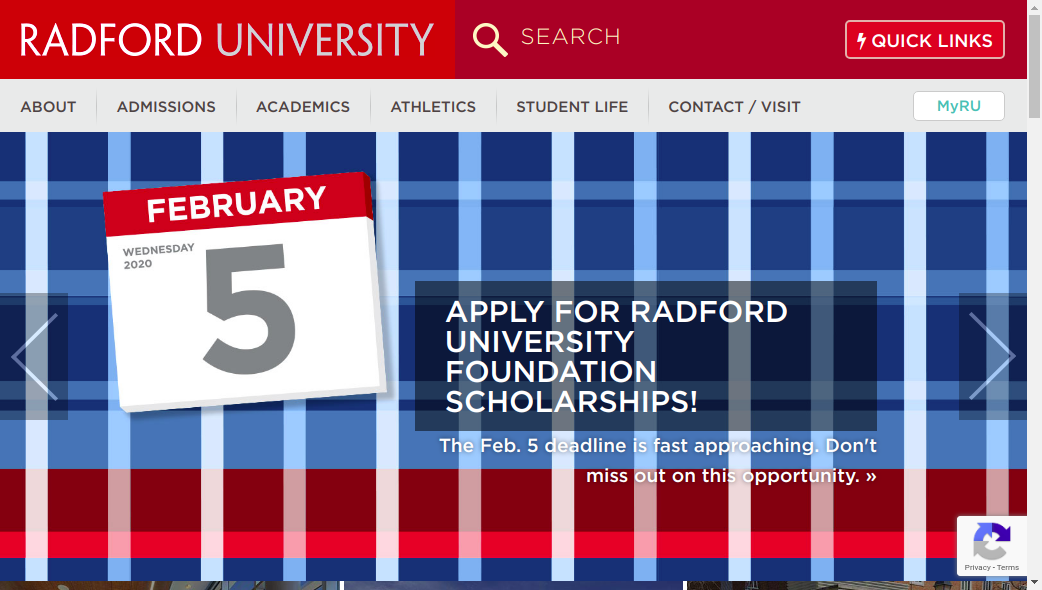 RADFORD UNIVERSITY
SEARCH
QUICK LINKS
ABOUT
ADMISSIONS
ACADEMICS
ATHLETICS
STUDENT LIFE
CONTACT / VISIT
MyRU
FEBRUARY
WEDNESDAY
2020
5
APPLY FOR RADFORD
UNIVERSITY
FOUNDATION
SCHOLARSHIPS!
The Feb. 5 deadline is fast approaching. Don't
miss out on this opportunity. »
Privacy - Terms